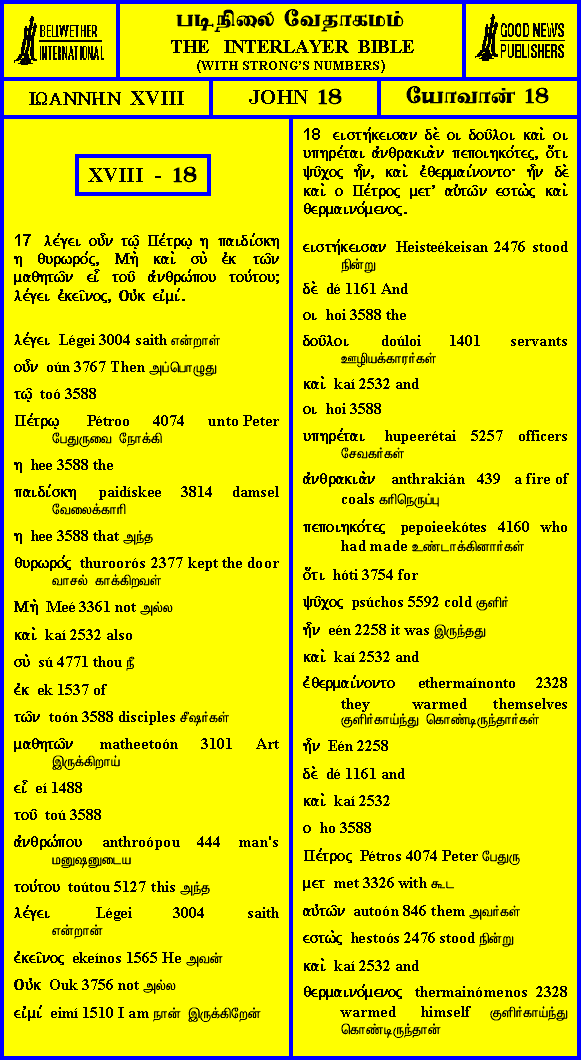 BELLWETHER
INTERNATIONAL
படிநிலை வேதாகமம்
THE INTERLAYER BIBLE
(WITH STRONG'S NUMBERS)
GOOD NEWS
PUBLISHERS
ΙΩΑΝΝΗΝ XVIII
JOHN 18
யோவான் 18
XVIII - 18
17 λέγει οὖν τῷ Πέτρῳ η παιδίσκη
η θυρωρός, Μὴ καὶ σὺ ἐκ τῶν
μαθητῶν εἶ τοῦ ἀνθρώπου τούτου;
λέγει ἐκεῖνος, Οὐκ εἰμί.
λέγει Légei 3004 saith என்றாள்
οὖν oún 3767 Then அப்பொழுது
τῷ toó 3588
Πέτρῳ Pétroo 4074 unto Peter
பேதுருவை நோக்கி
η hee 3588 the
παιδίσκη paidískee 3814 damsel
வேலைக்காரி
η hee 3588 that அந்த
θυρωρός thuroorós 2377 kept the door
வாசல் காக்கிறவள்
Μὴ Meé 3361 not அல்ல
καὶ kaí 2532 also
σὺ sú 4771 thou நீ
ἐκ ek 1537 of
τῶν toón 3588 disciples சீஷர்கள்
μαθητῶν matheetoón 3101 Art
இருக்கிறாய்
εἶ eí 1488
τοῦ toú 3588
ἀνθρώπου anthroópou 444 man's
மனுஷனுடைய
τούτου toútou 5127 this அந்த
λέγει Légei 3004 saith
என்றான்
ἐκεῖνος ekeínos 1565 He அவன்
Οὐκ Ouk 3756 not அல்ல
εἰμί eimí 1510 I am நான் இருக்கிறேன்
18 ειστήκεισαν δὲ οι δοῦλοι καὶ οι
υπηρέται ἀνθρακιὰν πεποιηκότες, ὅτι
ψῦχος ἦν, καὶ ἐθερμαίνοντο· ἦν δὲ
καὶ ο Πέτρος μετ' αὐτῶν εστὼς καὶ
θερμαινόμενος.
ειστήκεισαν Heisteékeisan 2476 stood
நின்று
δὲ dé 1161 And
οι hoi 3588 the
δοῦλοι doúloi 1401 servants
ஊழியக்காரர்கள்
καὶ kaí 2532 and
οι hoi 3588
υπηρέται hupeerétai 5257 officers
சேவகர்கள்
ἀνθρακιὰν anthrakián 439 a fire of
coals கரிநெருப்பு
πεποιηκότες pepoieekótes 4160 who
had made உண்டாக்கினார்கள்
ὅτι hóti 3754 for
ψῦχος psúchos 5592 cold குளிர்
ἦν eén 2258 it was இருந்தது
καὶ kaí 2532 and
ἐθερμαίνοντο ethermaínonto 2328
they warmed themselves
குளிர்காய்ந்து கொண்டிருந்தார்கள்
ἦν Eén 2258
δὲ dé 1161 and
καὶ kaí 2532
ο ho 3588
Πέτρος Pétros 4074 Peter பேதுரு
μετ met 3326 with கூட
αὐτῶν autoón 846 them அவர்கள்
εστὼς hestoós 2476 stood நின்று
καὶ kaí 2532 and
θερμαινόμενος thermainómenos 2328
warmed himself குளிர்காய்ந்து
கொண்டிருந்தான்